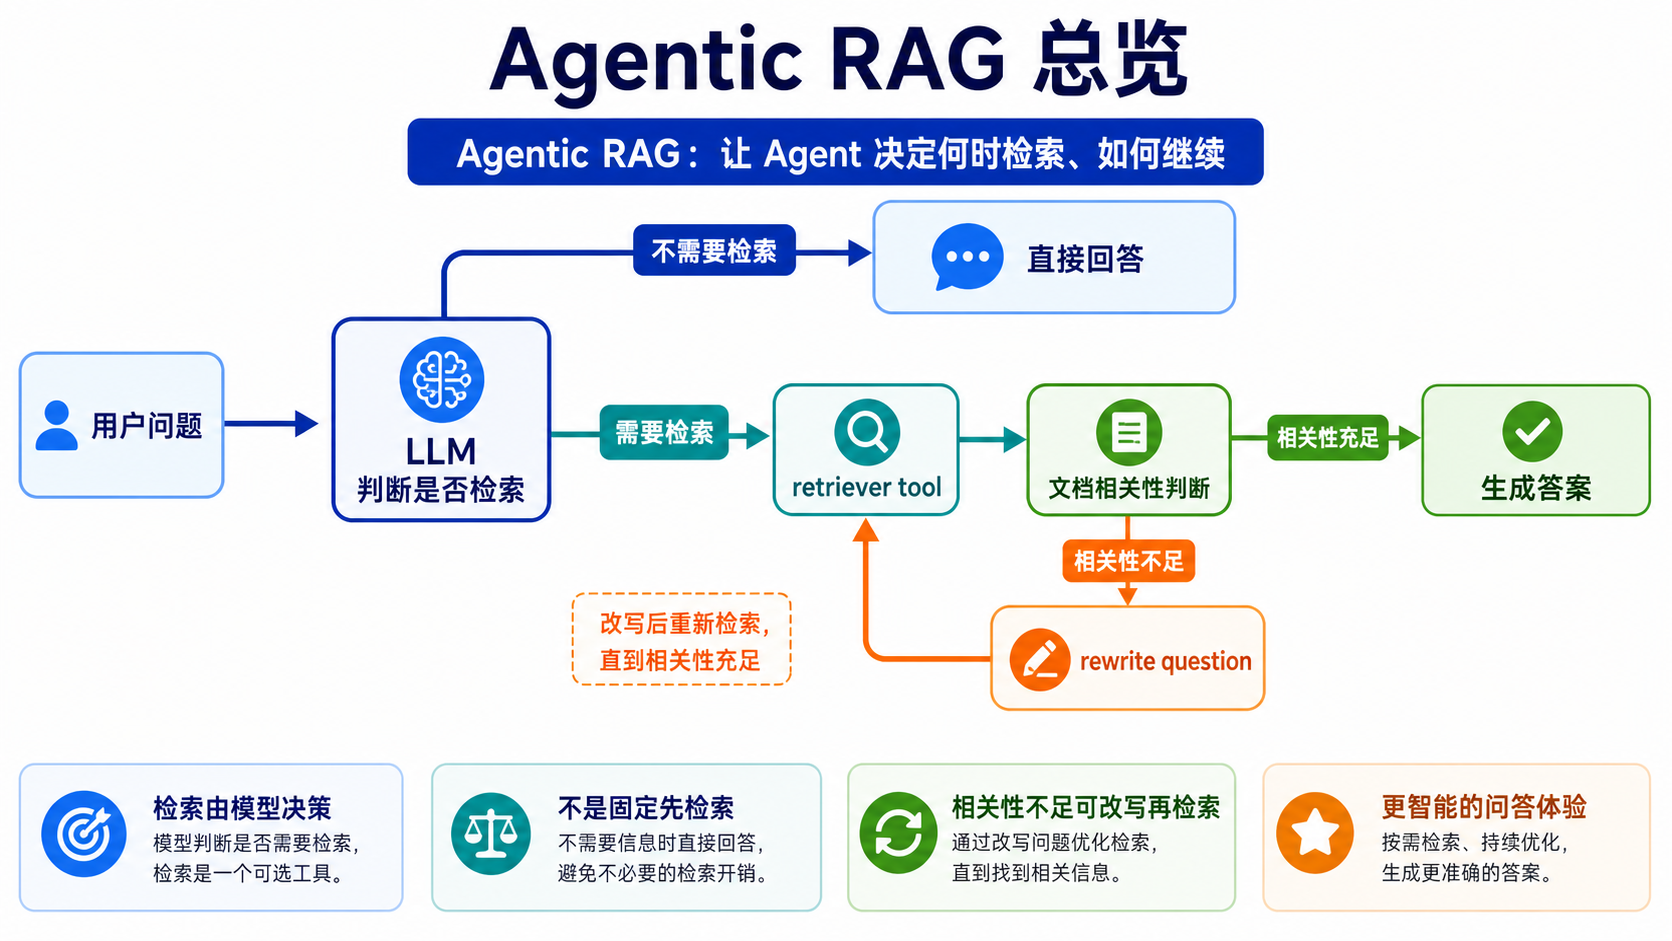 Agentic RAG 总览
Agentic RAG：让 Agent 决定何时检索、如何继续
不需要检索
直接回答
用户问题
LLM
判断是否检索
需要检索
retriever tool
文档相关性判断
相关性充足
生成答案
相关性不足
改写后重新检索，
直到相关性充足
rewrite question
检索由模型决策
模型判断是否需要检索，
检索是一个可选工具。
不是固定先检索
不需要信息时直接回答，
避免不必要的检索开销。
相关性不足可改写再检索
通过改写问题优化检索，
直到找到相关信息。
更智能的问答体验
按需检索、持续优化，
生成更准确的答案。